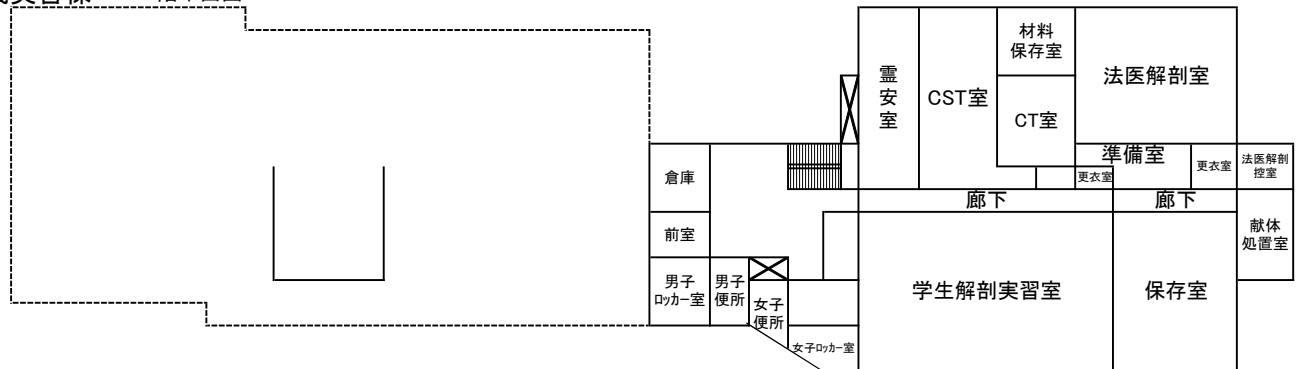 材料
保存室
法医解剖室
霊
安
室
CST室
CT室
準備室
更衣室
法医解剖
控室
倉庫
更衣室
廊下
廊下
前室
献体
処置室
男子
ロッカー室
男子
便所
女子
便所
学生解剖実習室
保存室
女子ロッカー室